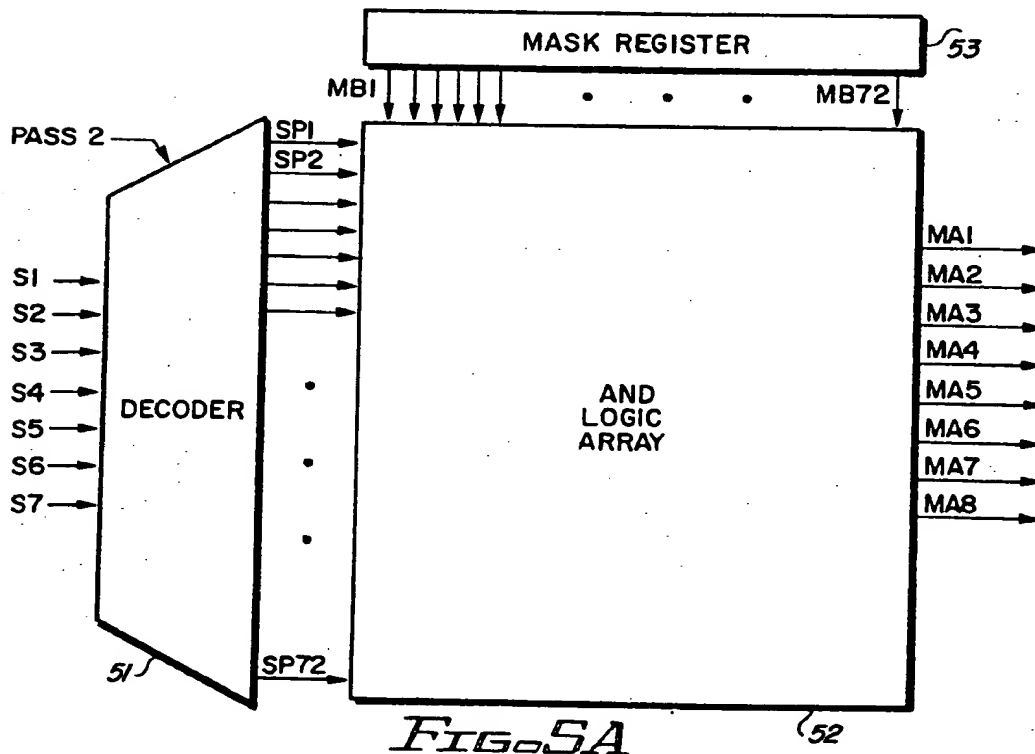 MASK REGISTER
53
MB1
MB72
PASS 2
SP1
SP2
S1
S2
S3
S4
S5
S6
S7
DECODER
AND
LOGIC
ARRAY
MA1
MA2
MA3
MA4
MA5
MA6
MA7
MA8
51
SP72
52
FIG. 5A